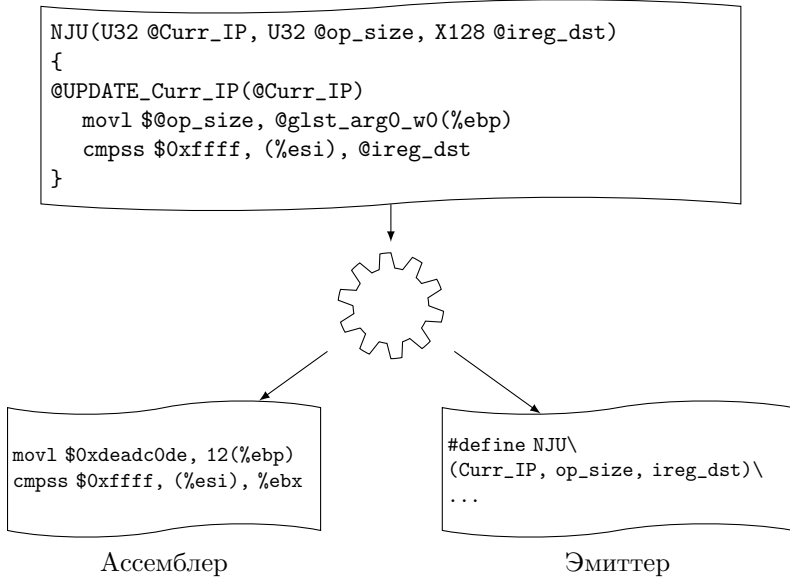 NJU(U32 @Curr_IP, U32 @op_size, X128 @ireg_dst)
{
@UPDATE_Curr_IP(@Curr_IP)
movl $@op_size, @glst_arg0_w0(%ebp)
cmpss $0xffff, (%esi), @ireg_dst
}
movl $0xdeadc0de, 12(%ebp)
cmpss $0xffff, (%esi), %ebx
Ассемблер
#define NJU\
(Curr_IP, op_size, ireg_dst)\
...
Эмиттер